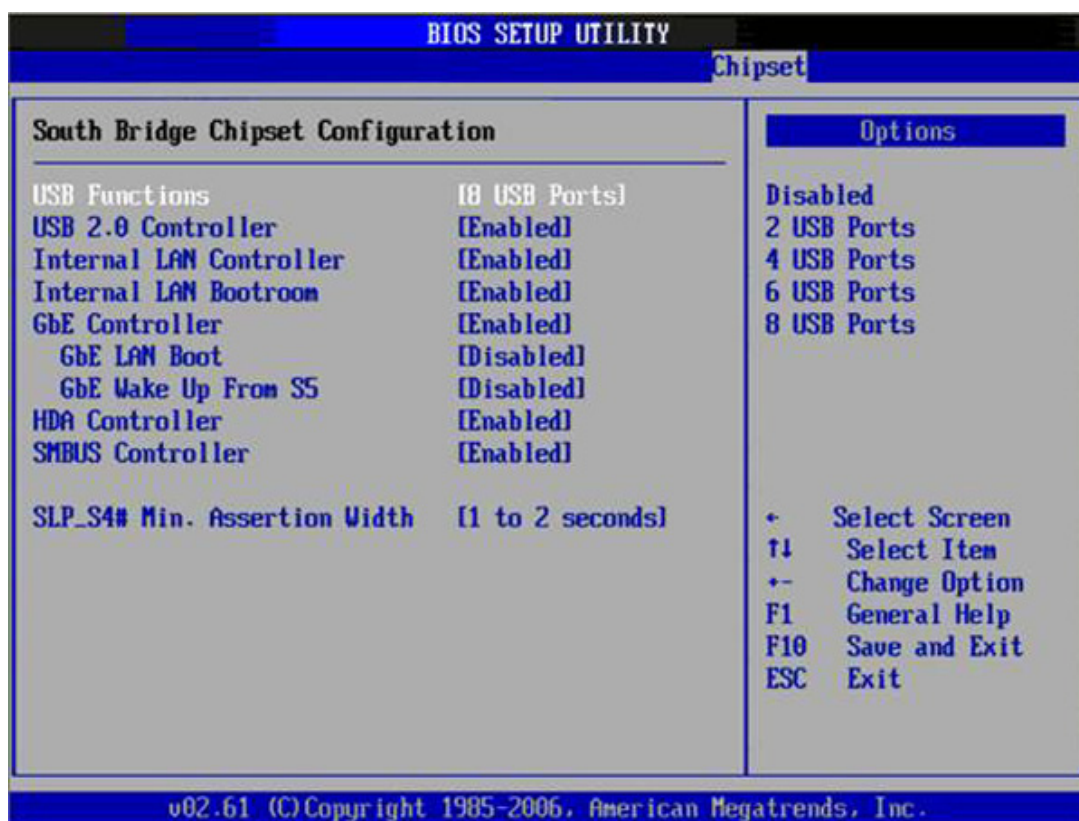 BIOS SETUP UTILITY
Chipset
South Bridge Chipset Configuration
USB Functions [8 USB Ports]
USB 2.0 Controller [Enabled]
Internal LAN Controller [Enabled]
Internal LAN Bootroom [Enabled]
GbE Controller [Enabled]
GbE LAN Boot [Disabled]
GbE Wake Up From S5 [Disabled]
HDA Controller [Enabled]
SMBUS Controller [Enabled]
SLP_S4# Min. Assertion Width [1 to 2 seconds]
Options
Disabled
2 USB Ports
4 USB Ports
6 USB Ports
8 USB Ports
← Select Screen
↑↓ Select Item
+- Change Option
F1 General Help
F10 Save and Exit
ESC Exit
v02.61 (C)Copyright 1985-2006, American Megatrends, Inc.